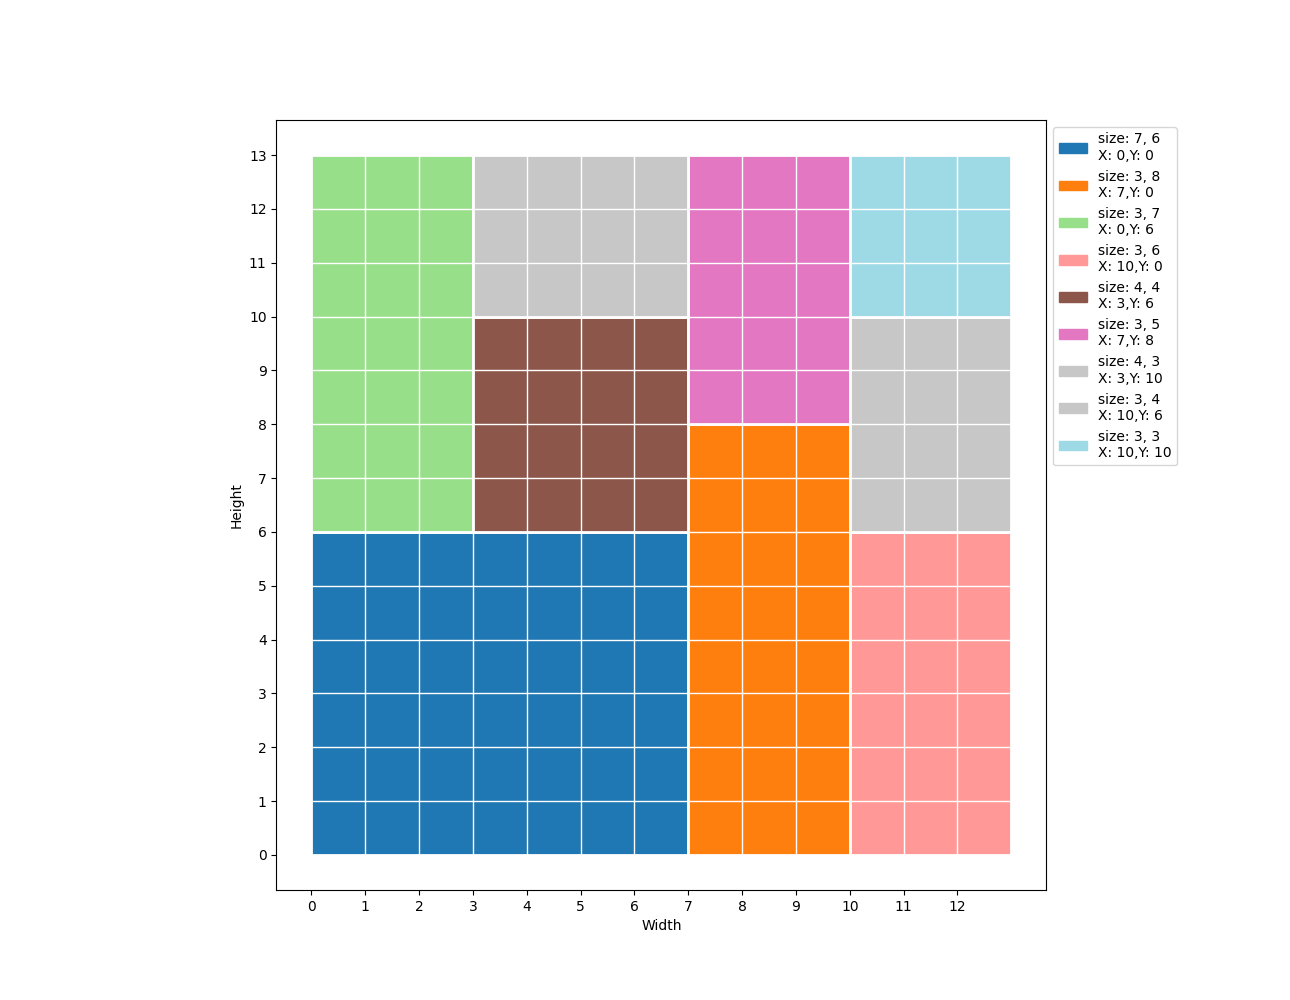 13
12
11
10
9
8
7
6
5
4
3
2
1
0
Height
0 1 2 3 4 5 6 7 8 9 10 11 12
Width
size: 7, 6
X: 0,Y: 0
size: 3, 8
X: 7,Y: 0
size: 3, 7
X: 0,Y: 6
size: 3, 6
X: 10,Y: 0
size: 4, 4
X: 3,Y: 6
size: 3, 5
X: 7,Y: 8
size: 4, 3
X: 3,Y: 10
size: 3, 4
X: 10,Y: 6
size: 3, 3
X: 10,Y: 10